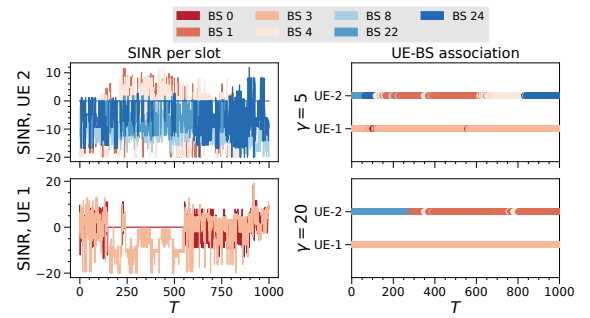 BS 0 BS 3 BS 8 BS 24
BS 1 BS 4 BS 22
SINR per slot
UE-BS association
SINR, UE 2
10
0
−10
−20
γ = 5
UE-2
UE-1
SINR, UE 1
0
−20
0 250 500 750 1000
T
γ = 20
UE-2
UE-1
0 200 400 600 800 1000
T